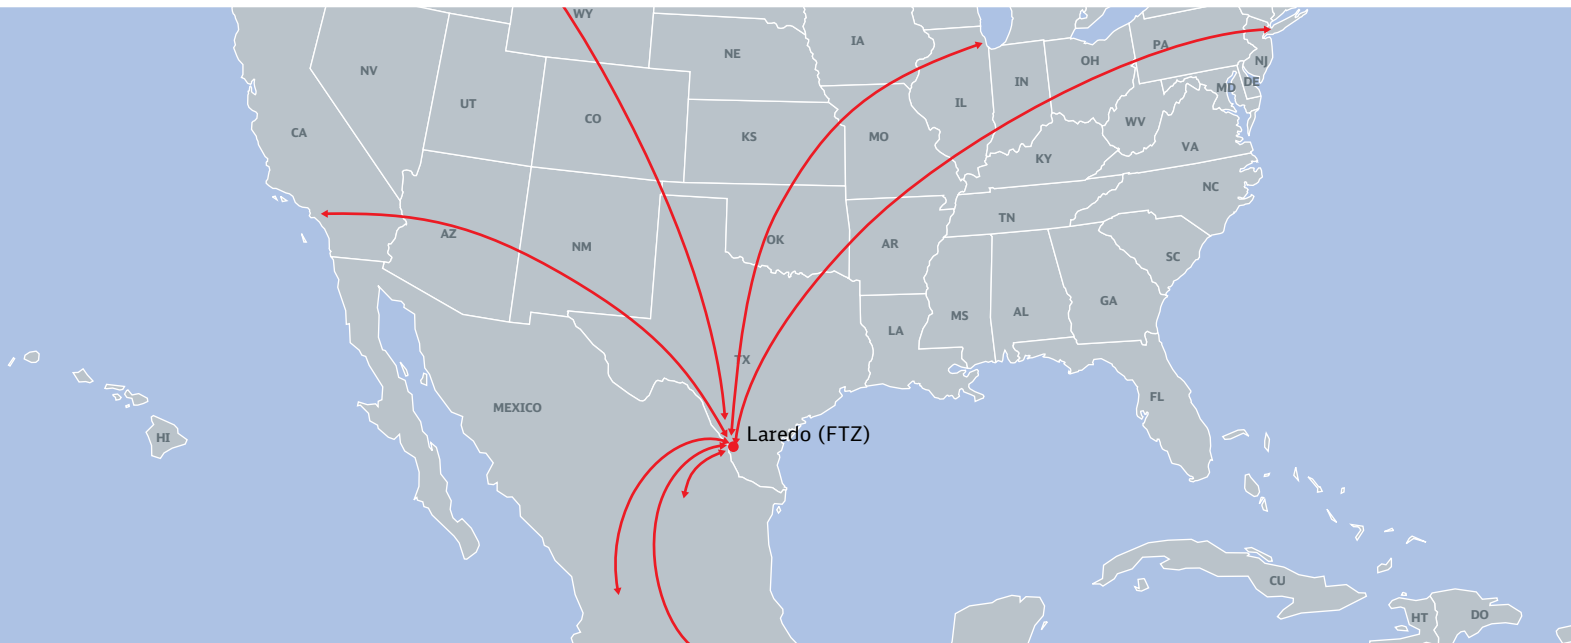 WY
IA
NE
PA
OH
NJ
NV
IN
DE
MD
UT
IL
CO
WV
CA
KS
MO
VA
KY
NC
TN
AZ
OK
NM
AR
SC
GA
AL
MS
LA
TX
FL
MEXICO
Laredo (FTZ)
HI
CU
DO
HT